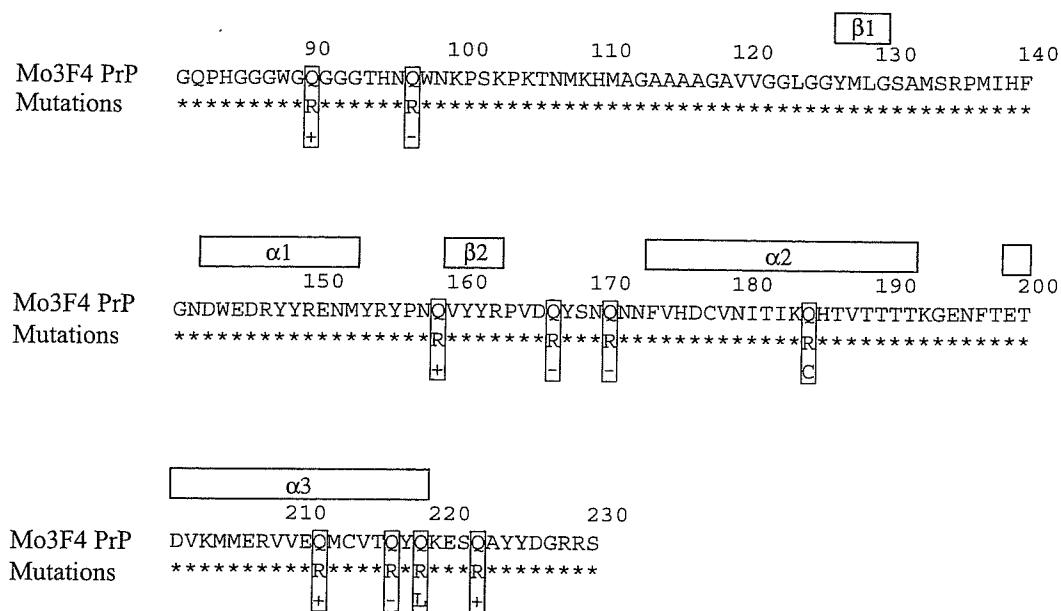 β1
90 100 110 120 130 140
Mo3F4 PrP GQPHGGGWGQGGGTHNQWNKPSKPKTNMKHMAGAAAAGAVVGGLGGYMLGSAMSRPMIHF
Mutations *********R******R*******************************************
+ -
α1 β2 α2
150 160 170 180 190 200
Mo3F4 PrP GNDWEDRYYRENMYRYPNQVYYRPVDQYSNQNNFVHDCVNITIKQHTVTTTTKGENFTET
Mutations ******************R*******R***R*************R***************
+ - - C
α3
210 220 230
Mo3F4 PrP DVKMMERVVEQMCVTQYQKESQAYYDGRRS
Mutations **********R****R*R***R********
+ - L +